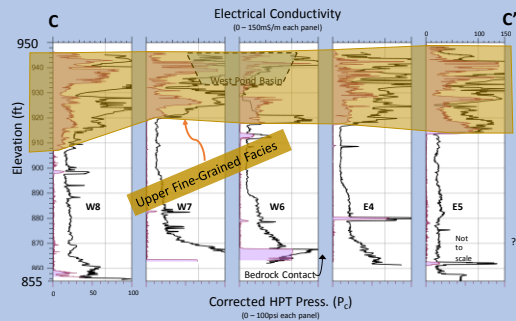 C
Electrical Conductivity
(0 – 150mS/m each panel)
C'
0 50 100 150
950
940
930
920
910
900
890
880
870
860
855
Elevation (ft)
West Pond Basin
Upper Fine-Grained Facies
W8
W7
W6
E4
E5
Not
to
scale
?
Bedrock Contact
0 50 100
Corrected HPT Press. (Pc)
(0 – 100psi each panel)